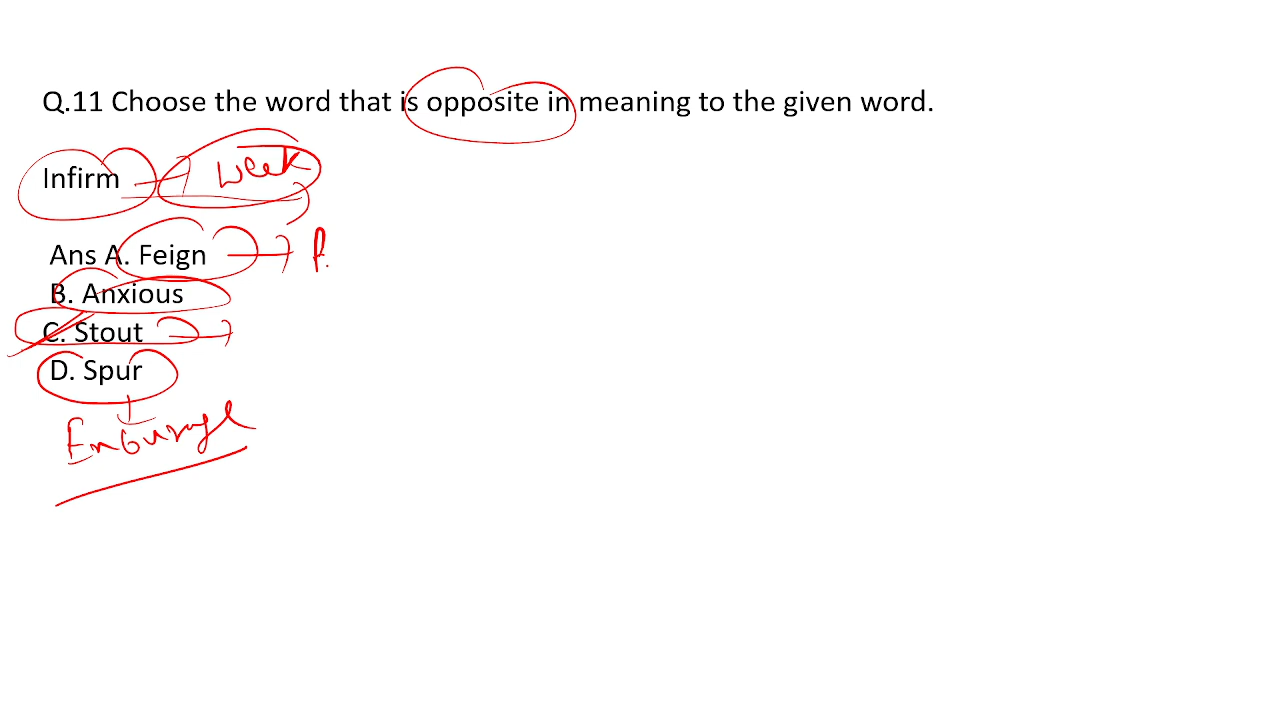 Q.11 Choose the word that is opposite in meaning to the given word.
Infirm → week
Ans A. Feign → P.
B. Anxious
C. Stout →
D. Spur
Encourage